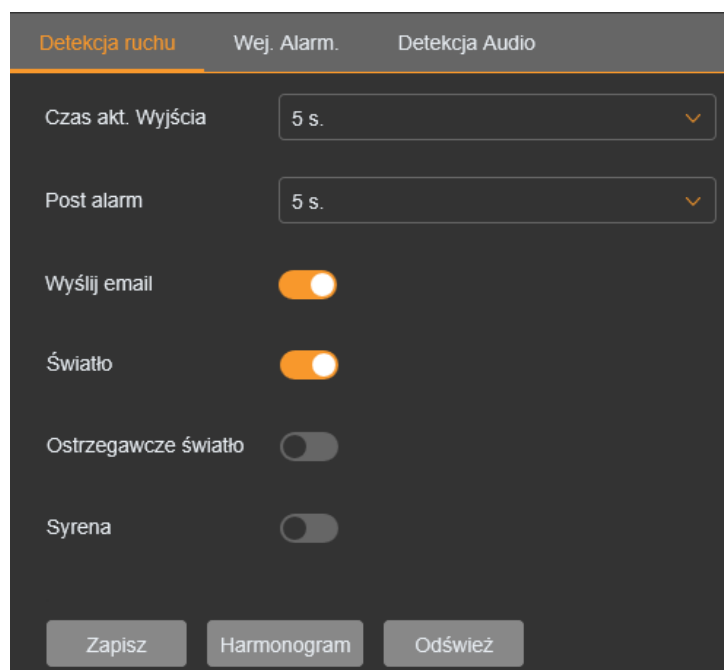 Detekcja ruchu Wej. Alarm. Detekcja Audio
Czas akt. Wyjścia 5 s.
Post alarm 5 s.
Wyślij email
Światło
Ostrzegawcze światło
Syrena
Zapisz Harmonogram Odśwież